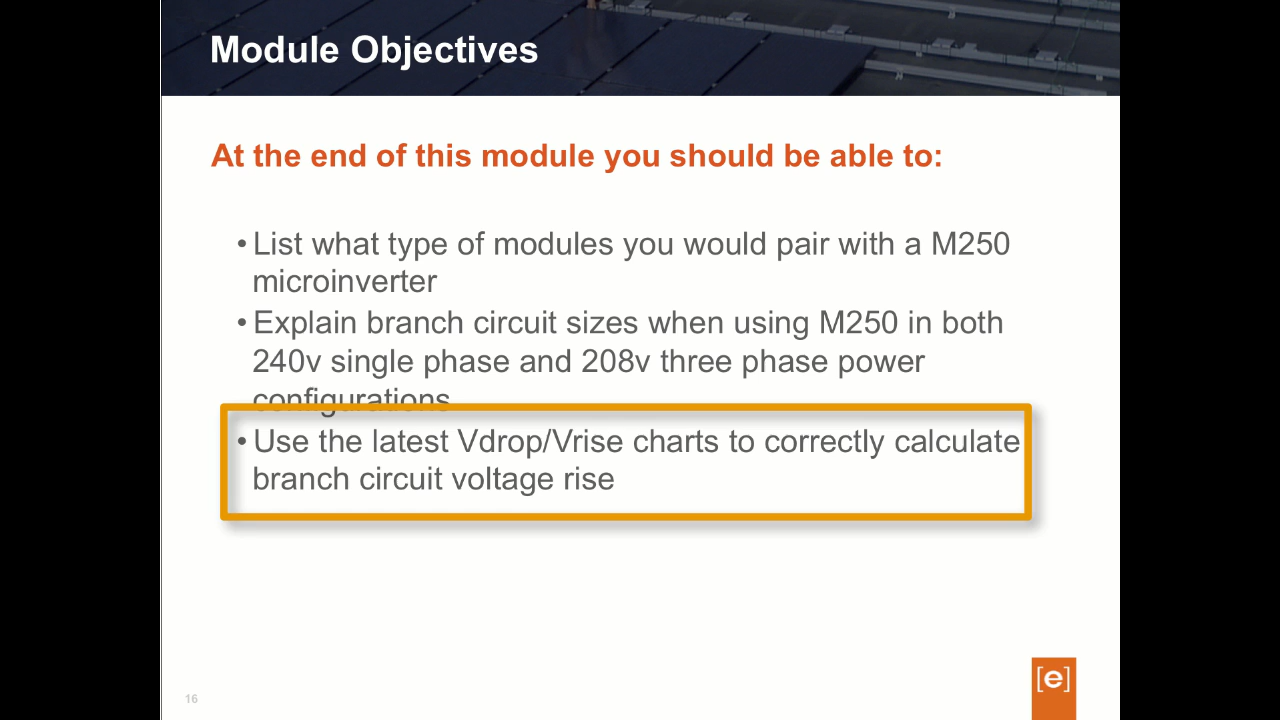 Module Objectives
At the end of this module you should be able to:
• List what type of modules you would pair with a M250
microinverter
• Explain branch circuit sizes when using M250 in both
240v single phase and 208v three phase power
configurations
• Use the latest Vdrop/Vrise charts to correctly calculate
branch circuit voltage rise
16
[e]